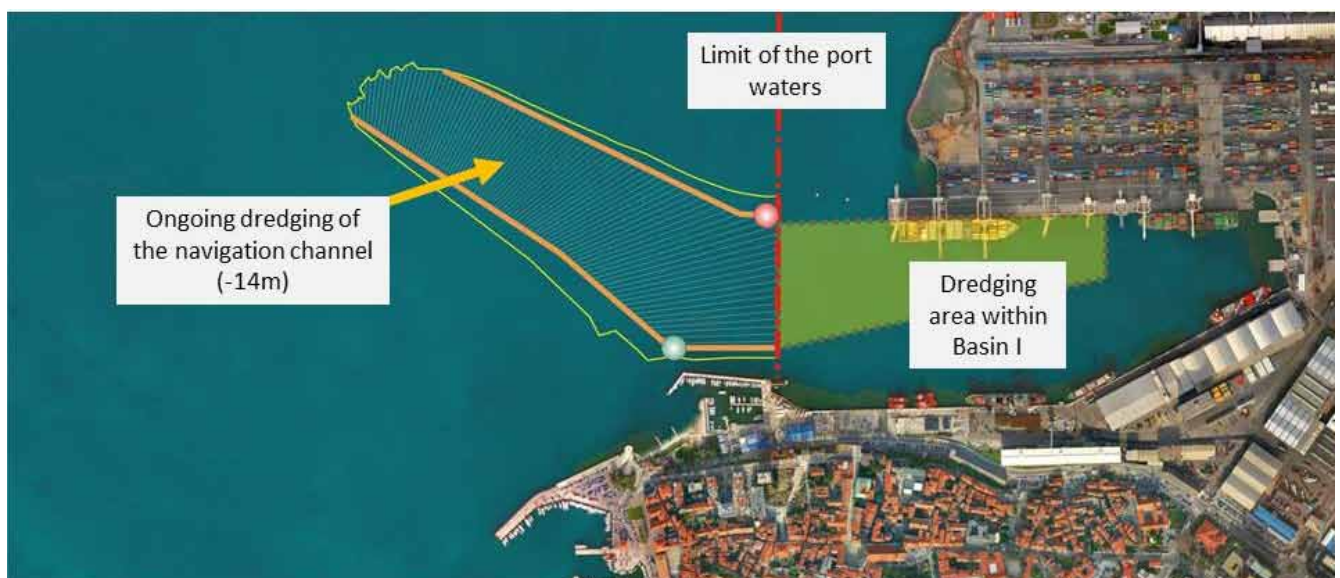 Limit of the port
waters
Ongoing dredging of
the navigation channel
(-14m)
Dredging
area within
Basin I